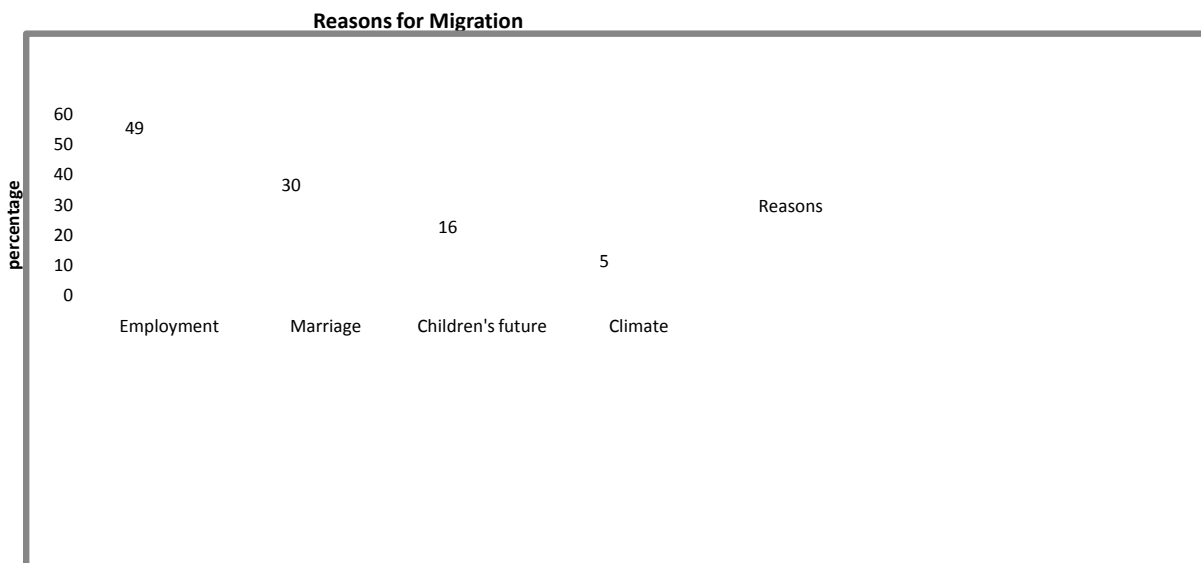 Reasons for Migration
percentage
60
50
40
30
20
10
0
49
30
16
5
Employment Marriage Children's future Climate
Reasons